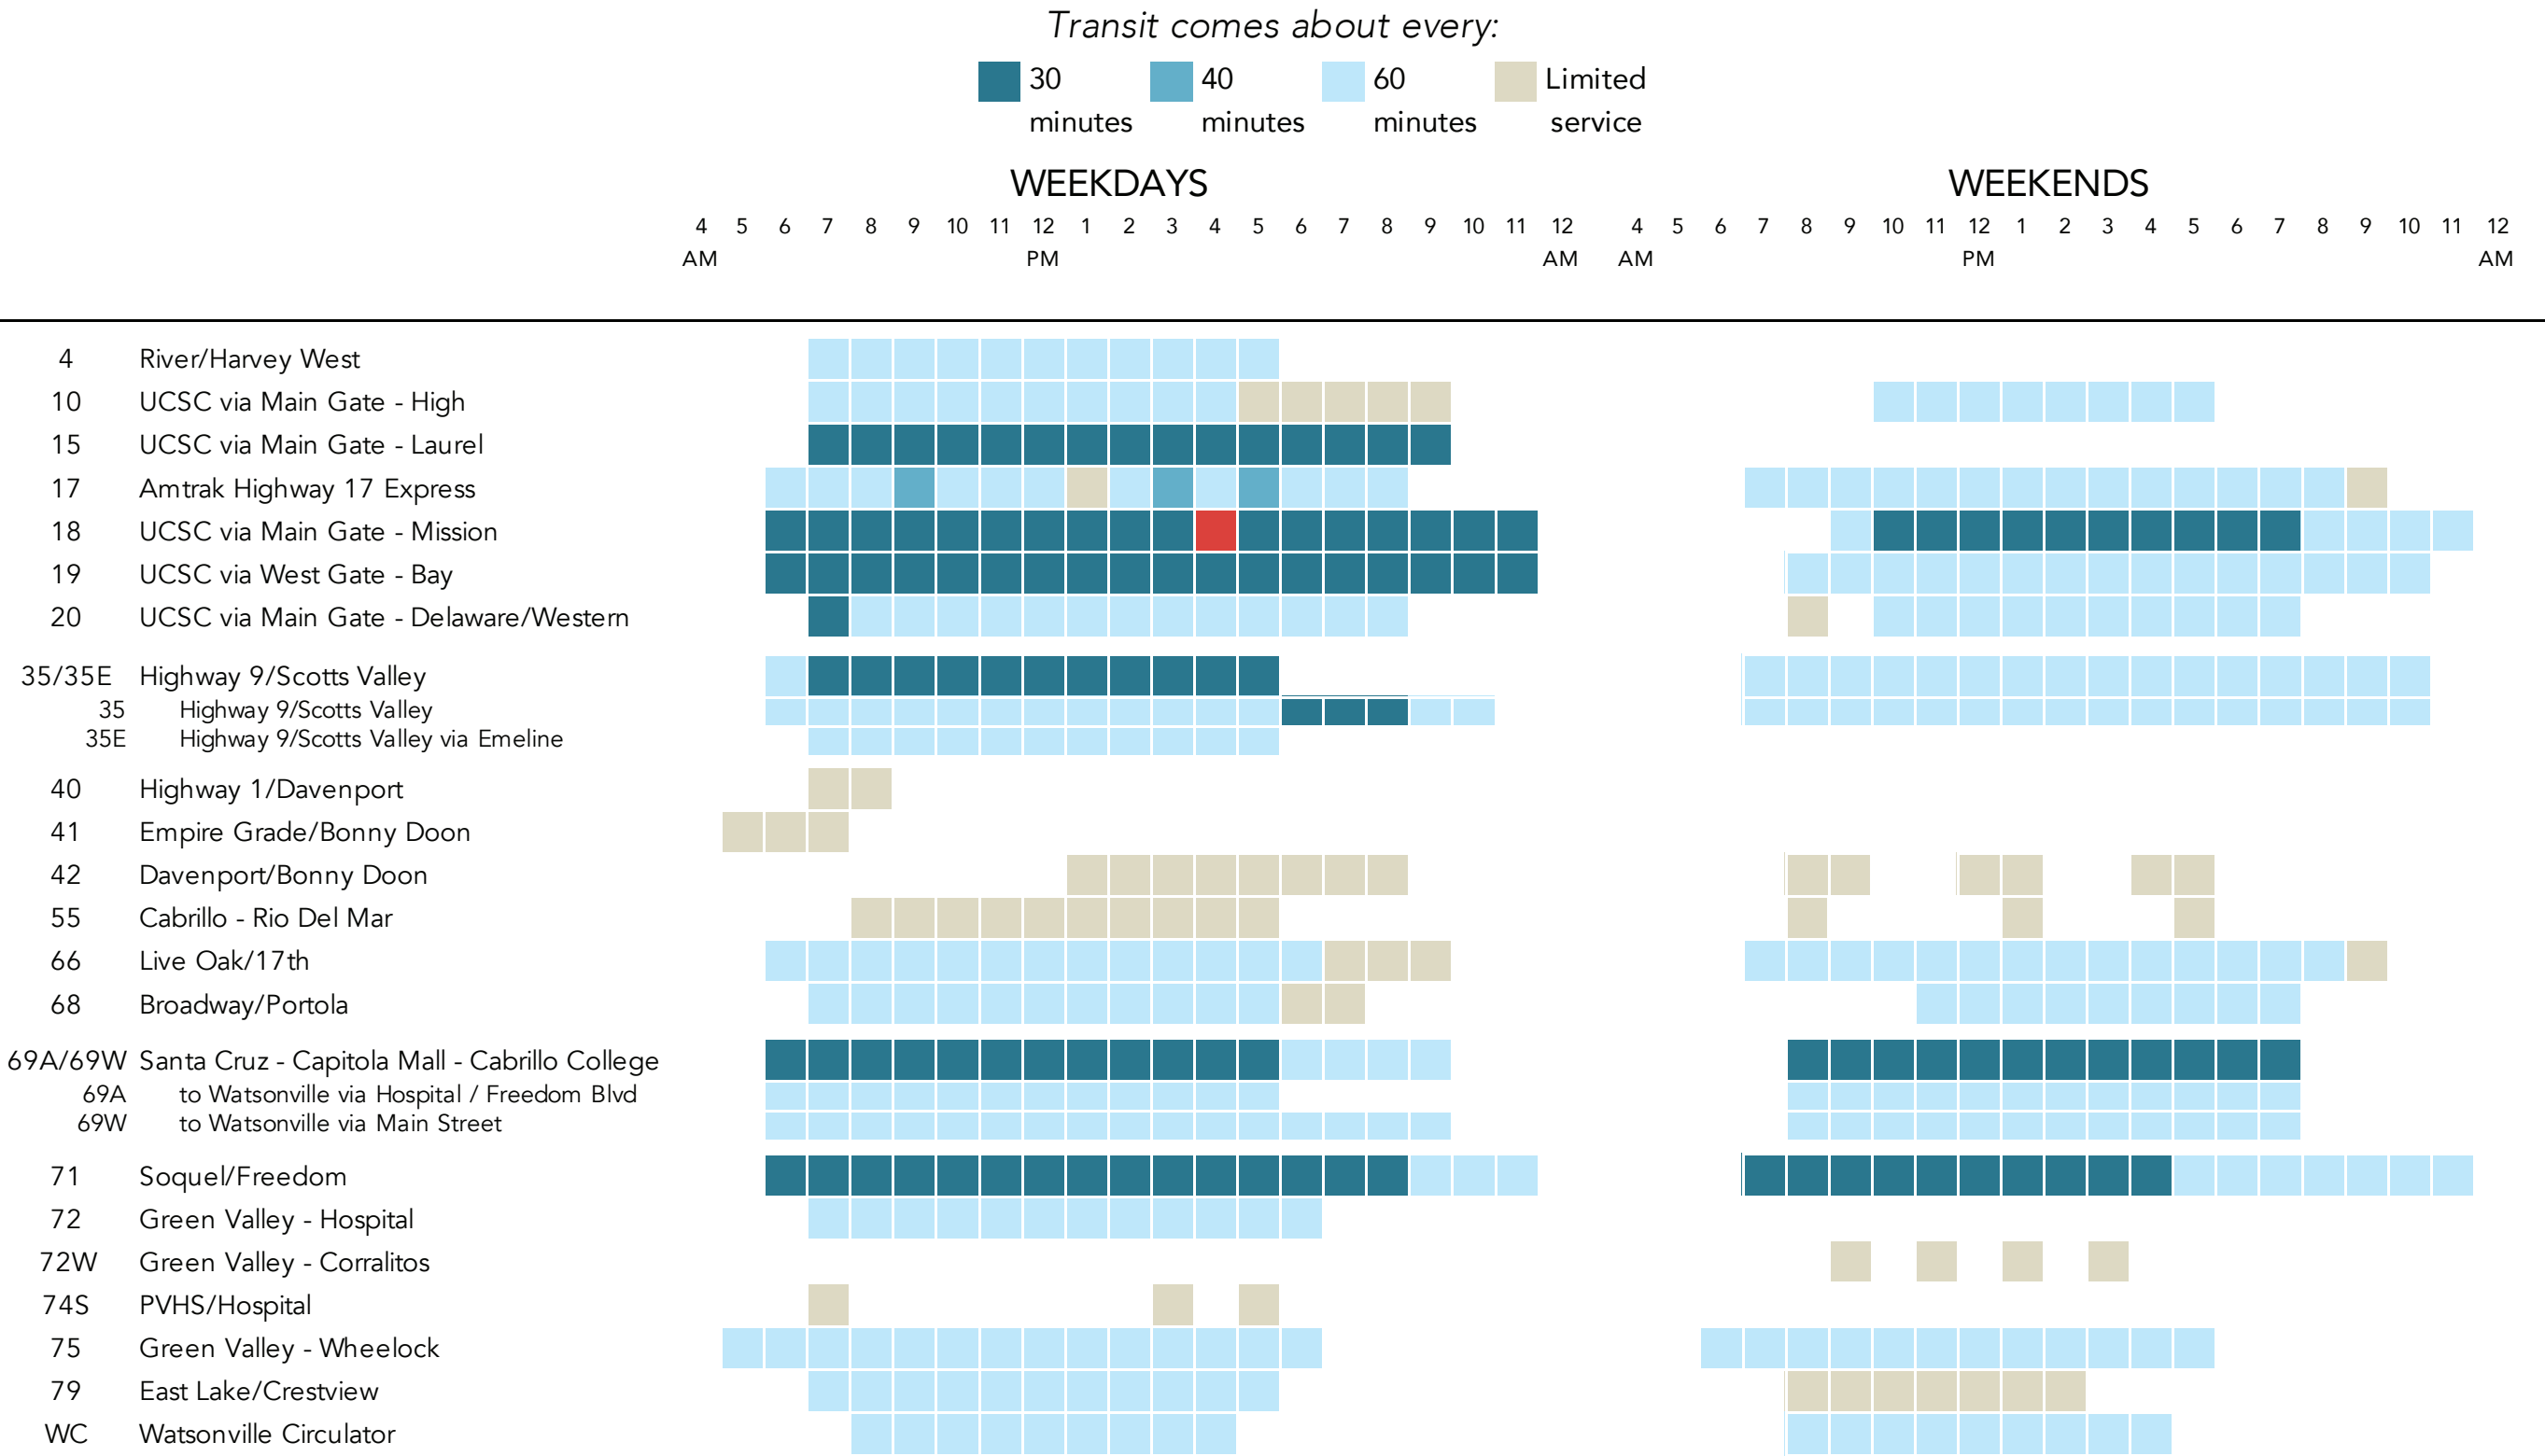 Transit comes about every:
30 minutes 40 minutes 60 minutes Limited service
WEEKDAYS WEEKENDS
4 5 6 7 8 9 10 11 12 1 2 3 4 5 6 7 8 9 10 11 12 4 5 6 7 8 9 10 11 12 1 2 3 4 5 6 7 8 9 10 11 12
AM PM AM AM PM AM
4 River/Harvey West
10 UCSC via Main Gate - High
15 UCSC via Main Gate - Laurel
17 Amtrak Highway 17 Express
18 UCSC via Main Gate - Mission
19 UCSC via West Gate - Bay
20 UCSC via Main Gate - Delaware/Western
35/35E Highway 9/Scotts Valley
35 Highway 9/Scotts Valley
35E Highway 9/Scotts Valley via Emeline
40 Highway 1/Davenport
41 Empire Grade/Bonny Doon
42 Davenport/Bonny Doon
55 Cabrillo - Rio Del Mar
66 Live Oak/17th
68 Broadway/Portola
69A/69W Santa Cruz - Capitola Mall - Cabrillo College
69A to Watsonville via Hospital / Freedom Blvd
69W to Watsonville via Main Street
71 Soquel/Freedom
72 Green Valley - Hospital
72W Green Valley - Corralitos
74S PVHS/Hospital
75 Green Valley - Wheelock
79 East Lake/Crestview
WC Watsonville Circulator